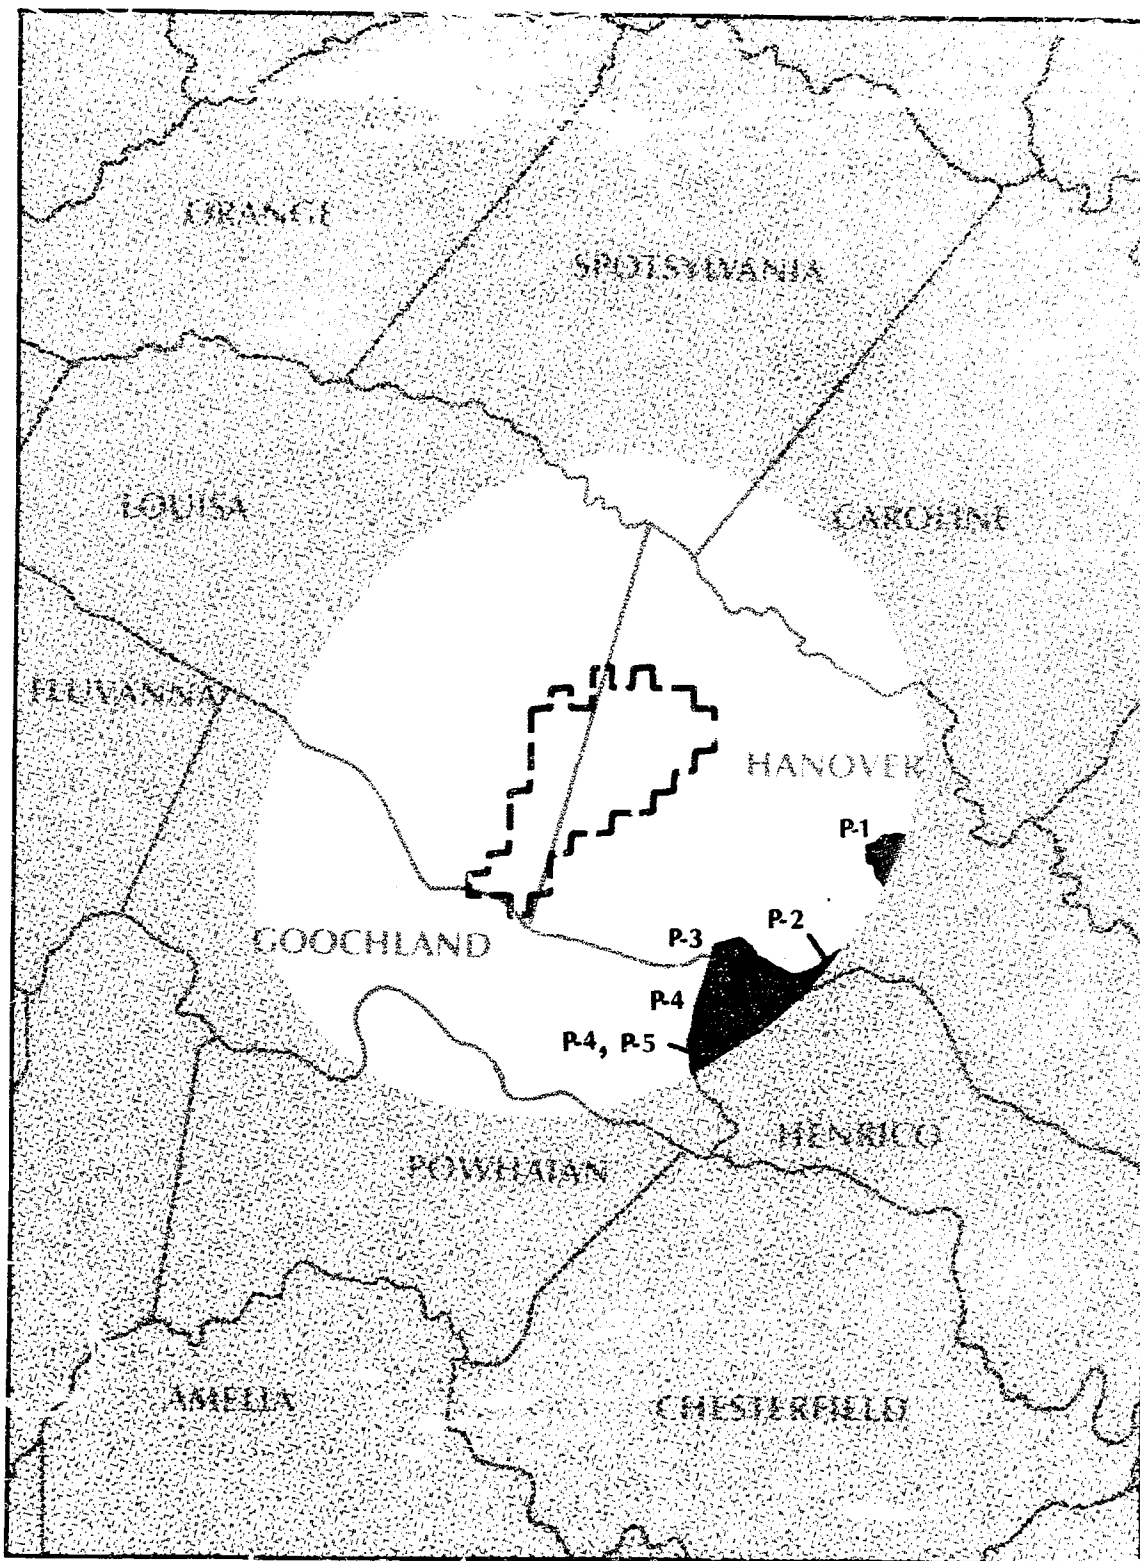 ORANGE
SPOTSYLVANIA
LOUISA
CAROLINE
FLUVANNA
HANOVER
P-1
P-2
GOOCHLAND
P-3
P-4
P-4, P-5
HENRICO
POWHATAN
AMELIA
CHESTERFIELD